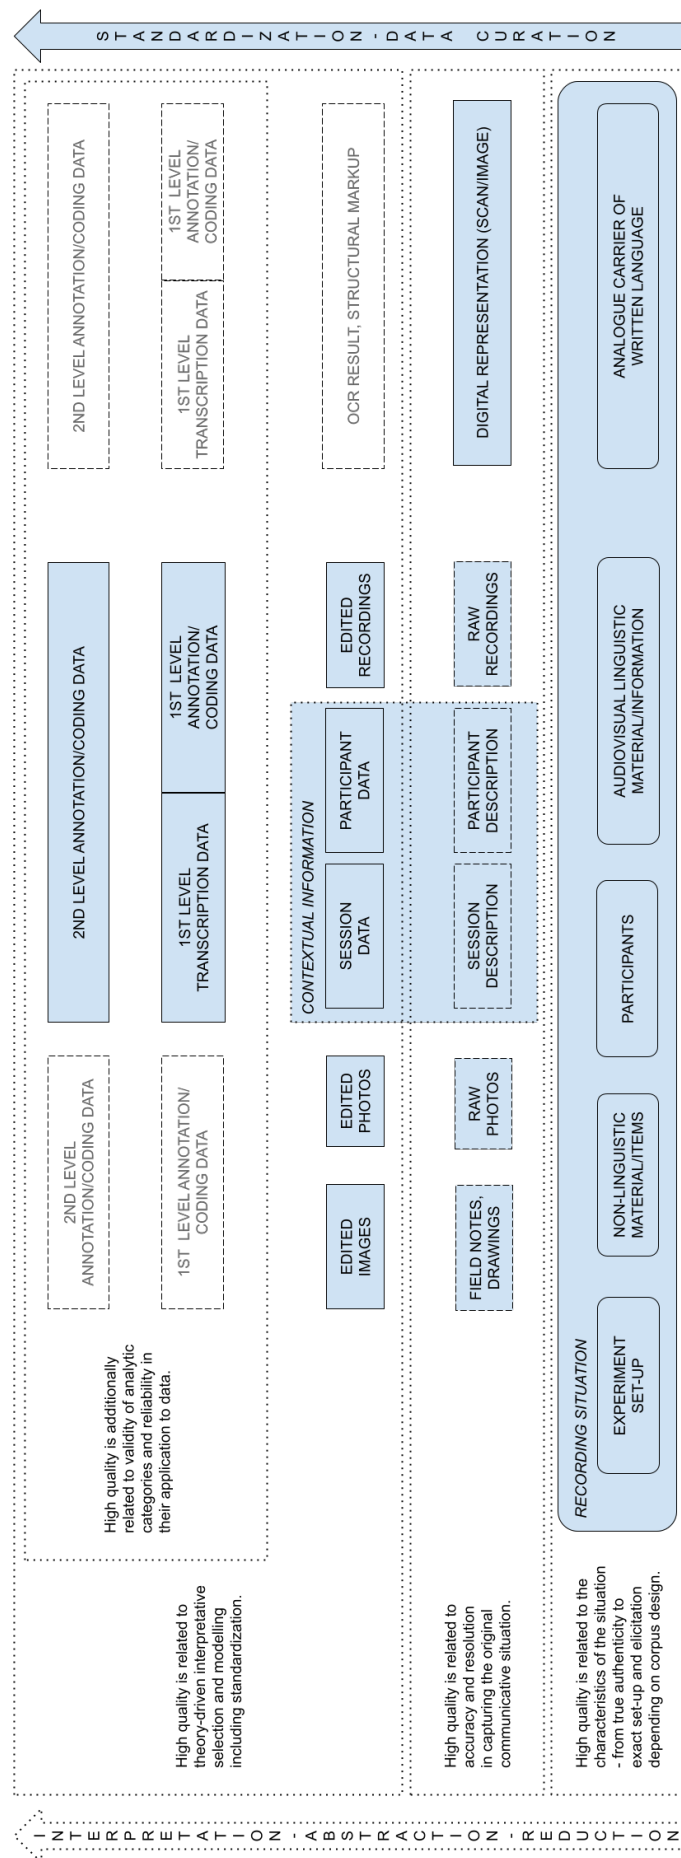 INTERPRETATION-ABSTRACTION-REDUCTION
High quality is related to
theory-driven interpretative
selection and modelling
including standardization.
High quality is additionally
related to validity of analytic
categories and reliability in
their application to data.
2ND LEVEL
ANNOTATION/CODING DATA
2ND LEVEL ANNOTATION/CODING DATA
2ND LEVEL ANNOTATION/CODING DATA
1ST LEVEL ANNOTATION/
CODING DATA
1ST LEVEL
TRANSCRIPTION DATA
1ST LEVEL
ANNOTATION/
CODING DATA
1ST LEVEL
TRANSCRIPTION DATA
1ST LEVEL
ANNOTATION/
CODING DATA
CONTEXTUAL INFORMATION
EDITED
IMAGES
EDITED
PHOTOS
SESSION
DATA
PARTICIPANT
DATA
EDITED
RECORDINGS
OCR RESULT, STRUCTURAL MARKUP
High quality is related to
accuracy and resolution
in capturing the original
communicative situation.
FIELD NOTES,
DRAWINGS
RAW
PHOTOS
SESSION
DESCRIPTION
PARTICIPANT
DESCRIPTION
RAW
RECORDINGS
DIGITAL REPRESENTATION (SCAN/IMAGE)
High quality is related to the
characteristics of the situation
- from true authenticity to
exact set-up and elicitation
depending on corpus design.
RECORDING SITUATION
EXPERIMENT
SET-UP
NON-LINGUISTIC
MATERIAL/ITEMS
PARTICIPANTS
AUDIOVISUAL LINGUISTIC
MATERIAL/INFORMATION
ANALOGUE CARRIER OF
WRITTEN LANGUAGE
STANDARDIZATION-DATA CURATION